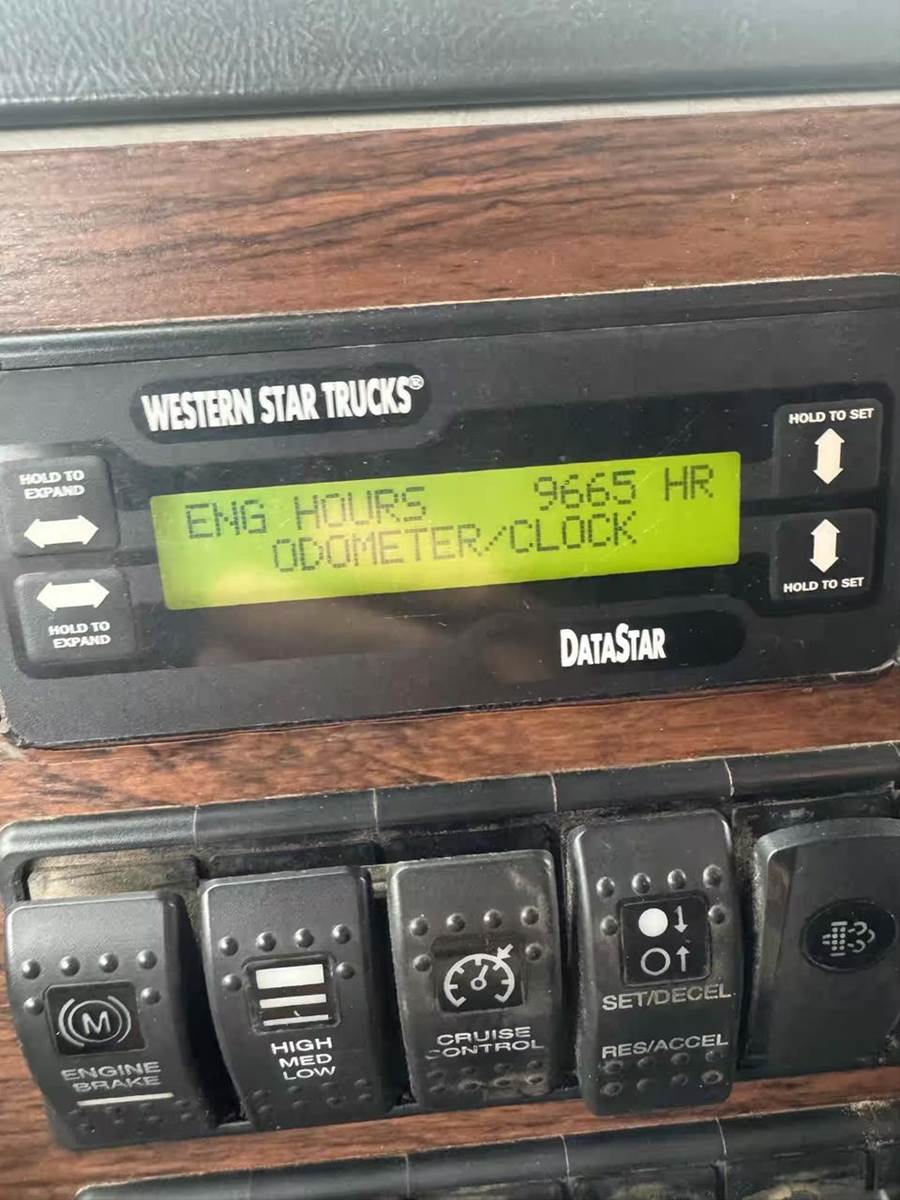 WESTERN STAR TRUCKS®
HOLD TO SET
HOLD TO
EXPAND
ENG HOURS 9665 HR
ODOMETER/CLOCK
HOLD TO
EXPAND
HOLD TO SET
DATASTAR
M
ENGINE
BRAKE
HIGH
MED
LOW
CRUISE
CONTROL
SET/DECEL
RES/ACCEL